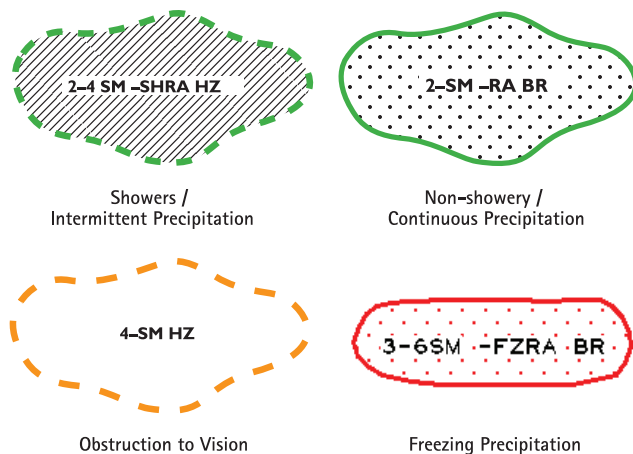 2–4 SM –SHRA HZ
2–SM –RA BR
Showers /
Intermittent Precipitation
Non-showery /
Continuous Precipitation
4–SM HZ
3-6SM -FZRA BR
Obstruction to Vision
Freezing Precipitation